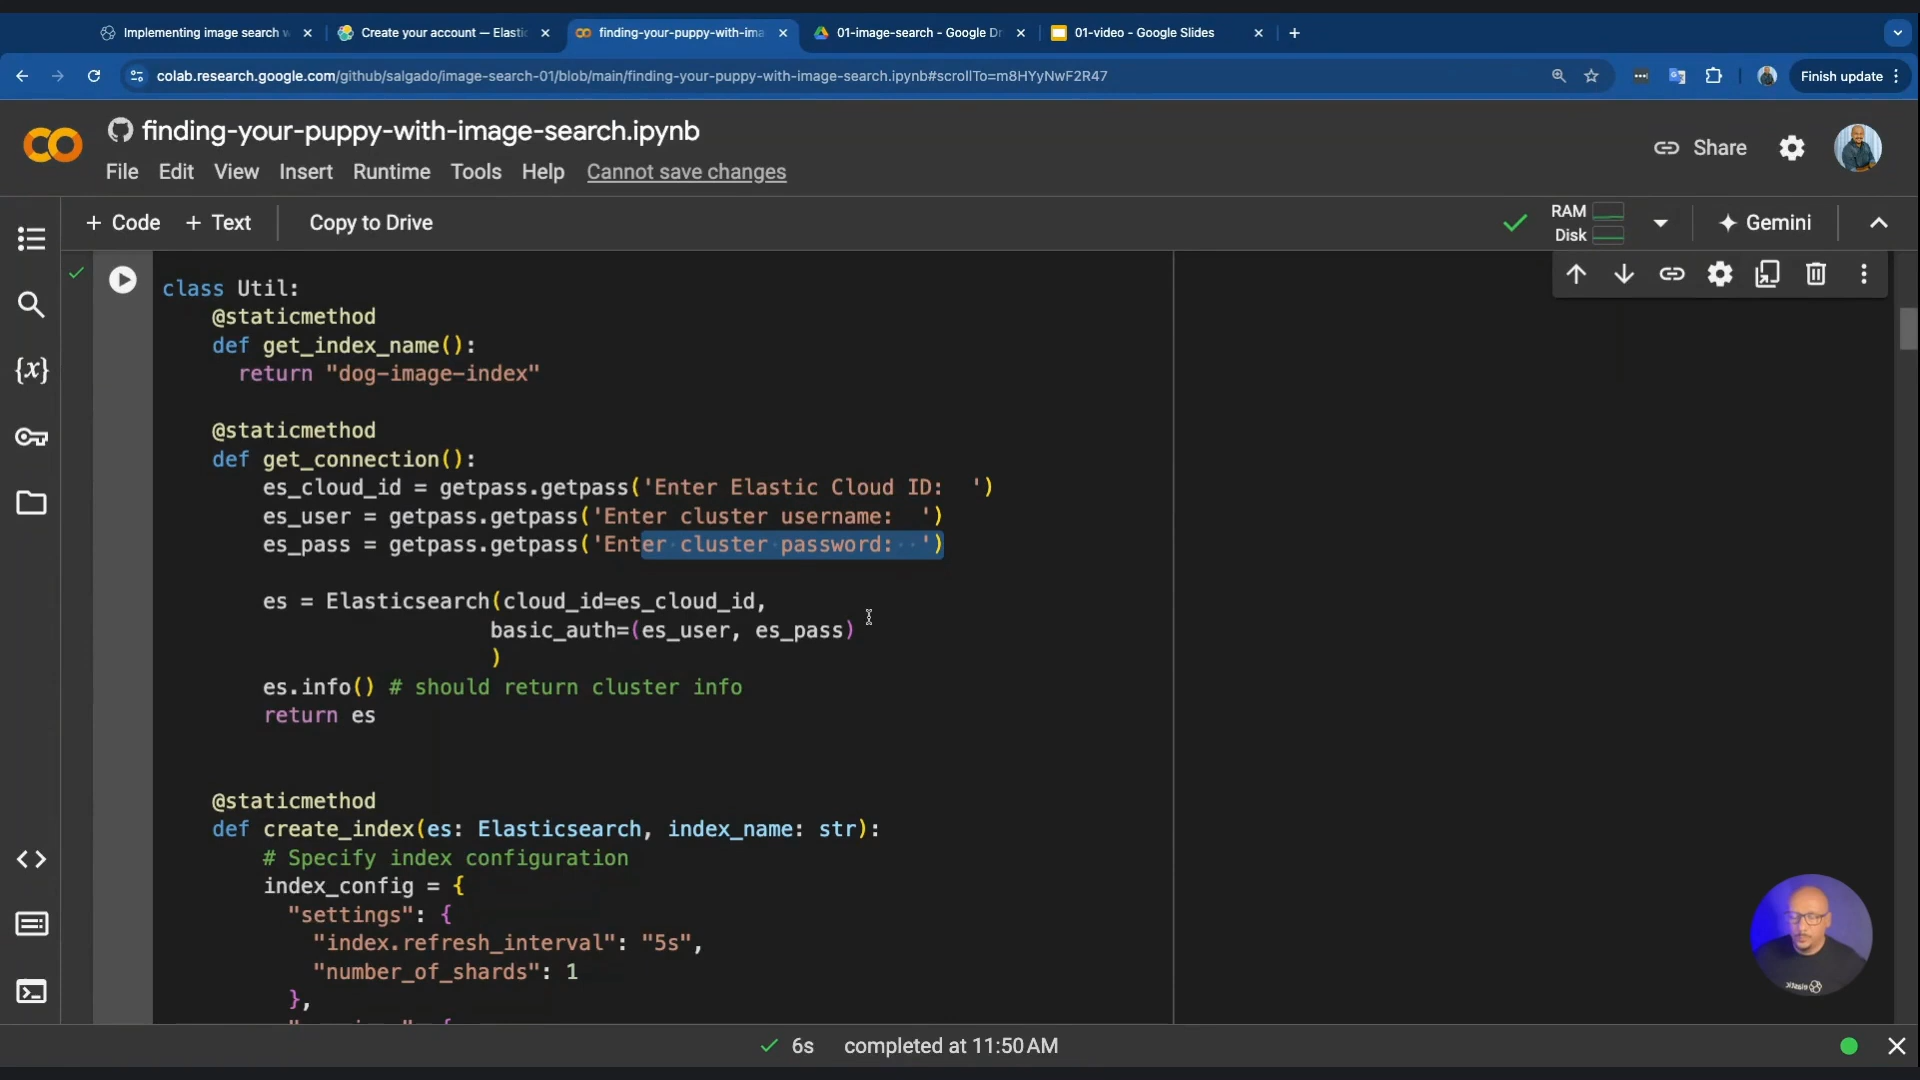 Implementing image search w
Create your account — Elastic
finding-your-puppy-with-ima
01-image-search - Google Dr
01-video - Google Slides
colab.research.google.com/github/salgado/image-search-01/blob/main/finding-your-puppy-with-image-search.ipynb#scrollTo=m8HYyNwF2R47
Finish update
finding-your-puppy-with-image-search.ipynb
File Edit View Insert Runtime Tools Help Cannot save changes
Share
+ Code + Text Copy to Drive
RAM
Disk
Gemini
class Util:
@staticmethod
def get_index_name():
return "dog-image-index"
@staticmethod
def get_connection():
es_cloud_id = getpass.getpass('Enter Elastic Cloud ID:  ')
es_user = getpass.getpass('Enter cluster username:  ')
es_pass = getpass.getpass('Enter cluster password:  ')
es = Elasticsearch(cloud_id=es_cloud_id,
basic_auth=(es_user, es_pass)
)
es.info() # should return cluster info
return es
@staticmethod
def create_index(es: Elasticsearch, index_name: str):
# Specify index configuration
index_config = {
"settings": {
"index.refresh_interval": "5s",
"number_of_shards": 1
},
6s completed at 11:50 AM
elastic